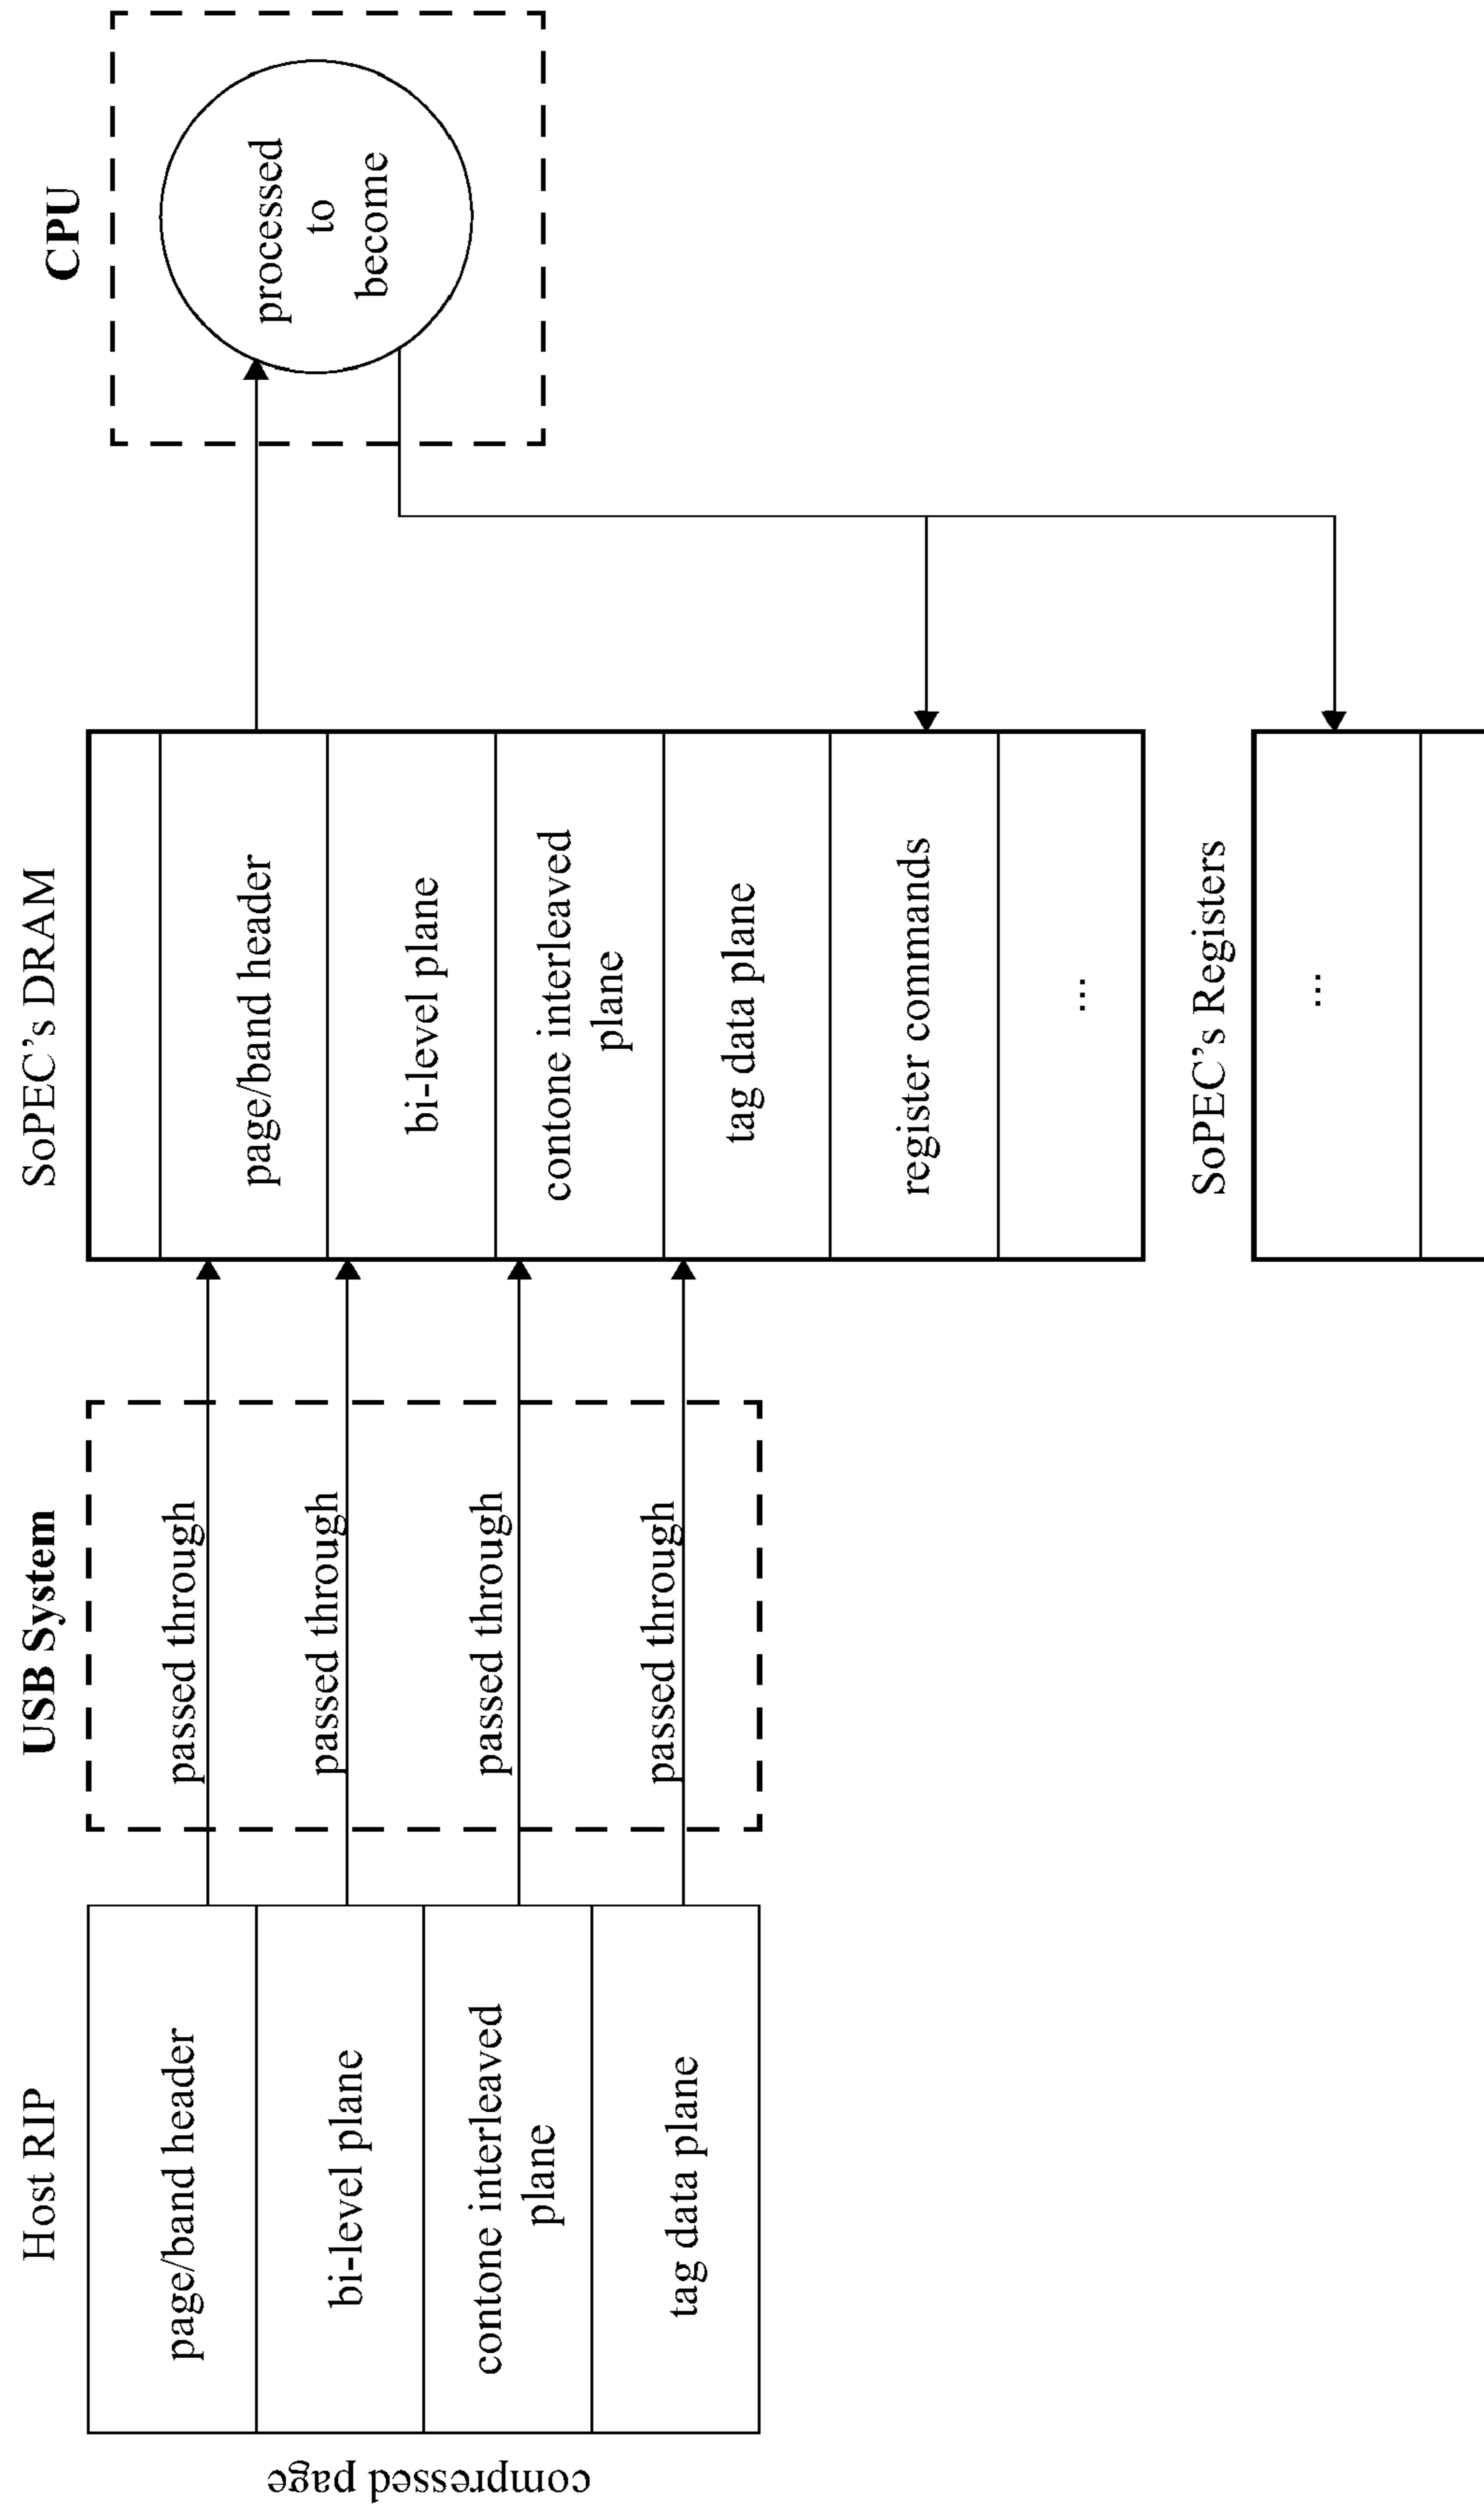 Host RIP
compressed page
page/band header
bi-level plane
contone interleaved
plane
tag data plane
USB System
passed through
passed through
passed through
passed through
SoPEC's DRAM
page/band header
bi-level plane
contone interleaved
plane
tag data plane
register commands
...
SoPEC's Registers
...
CPU
processed
to
become